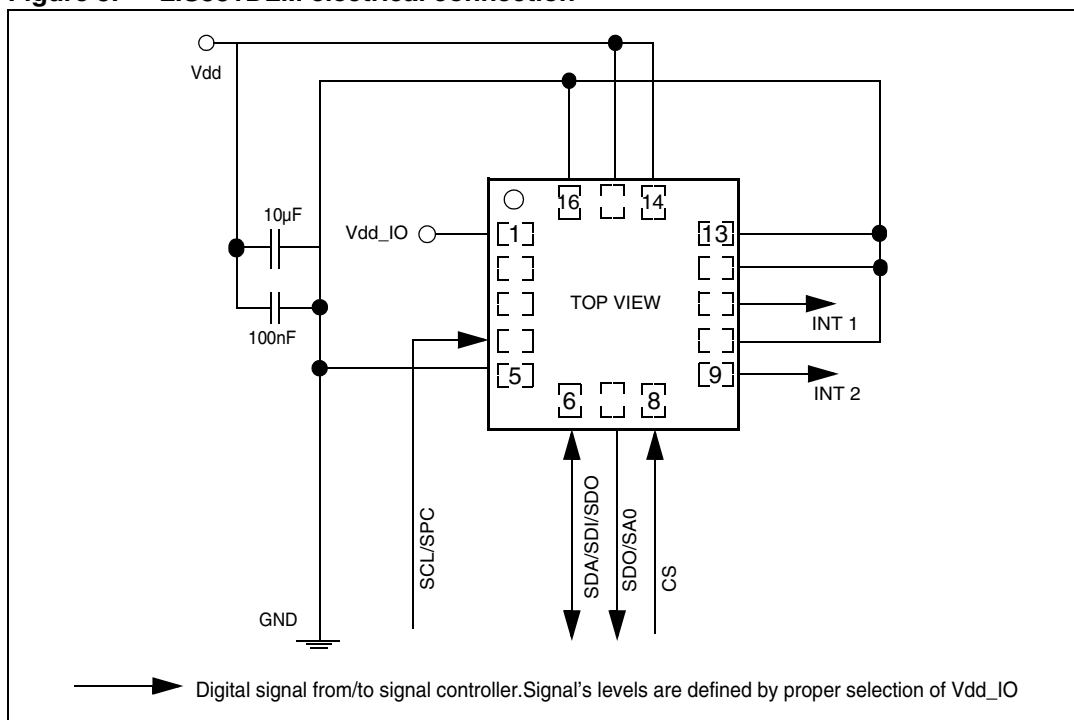 Vdd
16
14
10µF
Vdd_IO
1
13
TOP VIEW
INT 1
100nF
5
9
INT 2
6
8
SCL/SPC
SDA/SDI/SDO
SDO/SA0
CS
GND
Digital signal from/to signal controller.Signal's levels are defined by proper selection of Vdd_IO